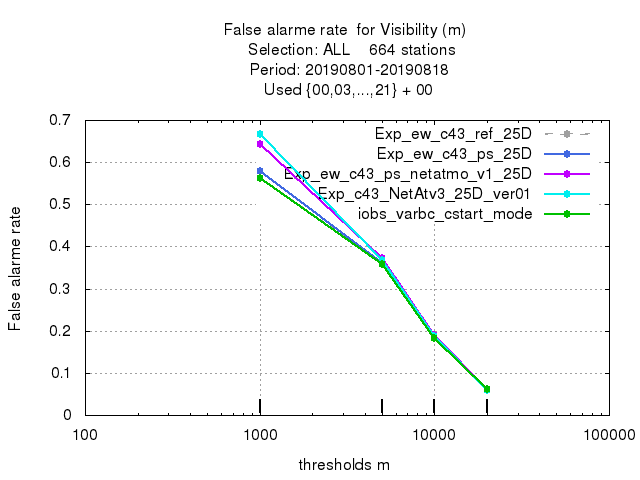 False alarme rate  for Visibility (m)
Selection: ALL    664 stations
Period: 20190801-20190818
Used {00,03,...,21} + 00
0.7
0.6
0.5
0.4
0.3
0.2
0.1
0
False alarme rate
Exp_ew_c43_ref_25D
Exp_ew_c43_ps_25D
Exp_ew_c43_ps_netatmo_v1_25D
Exp_c43_NetAtv3_25D_ver01
iobs_varbc_cstart_mode
100 1000 10000 100000
thresholds m